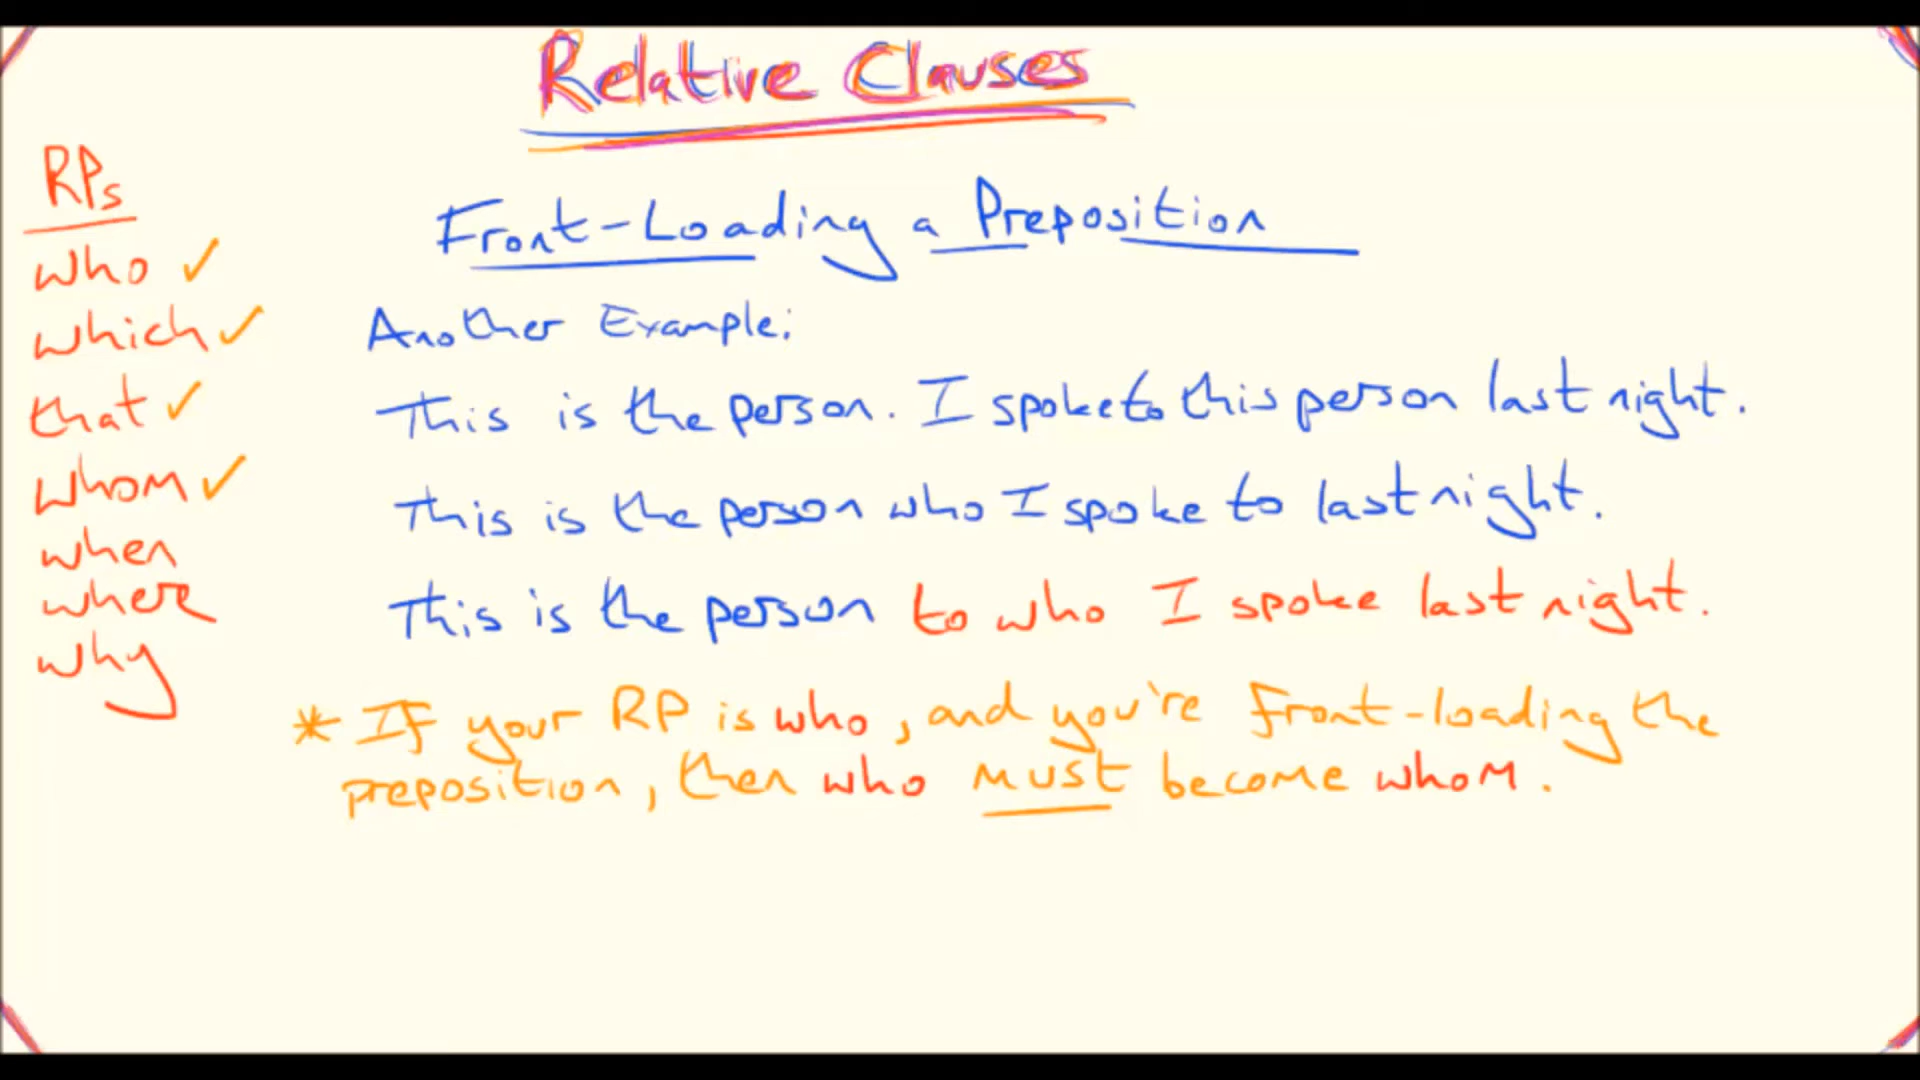 Relative Clauses
RPs
who ✓
which ✓
that ✓
whom ✓
when
where
why
Front-Loading a Preposition
Another Example:
This is the person. I spoke to this person last night.
This is the person who I spoke to last night.
This is the person to who I spoke last night.
* If your RP is who, and you're front-loading the
preposition, then who must become whom.